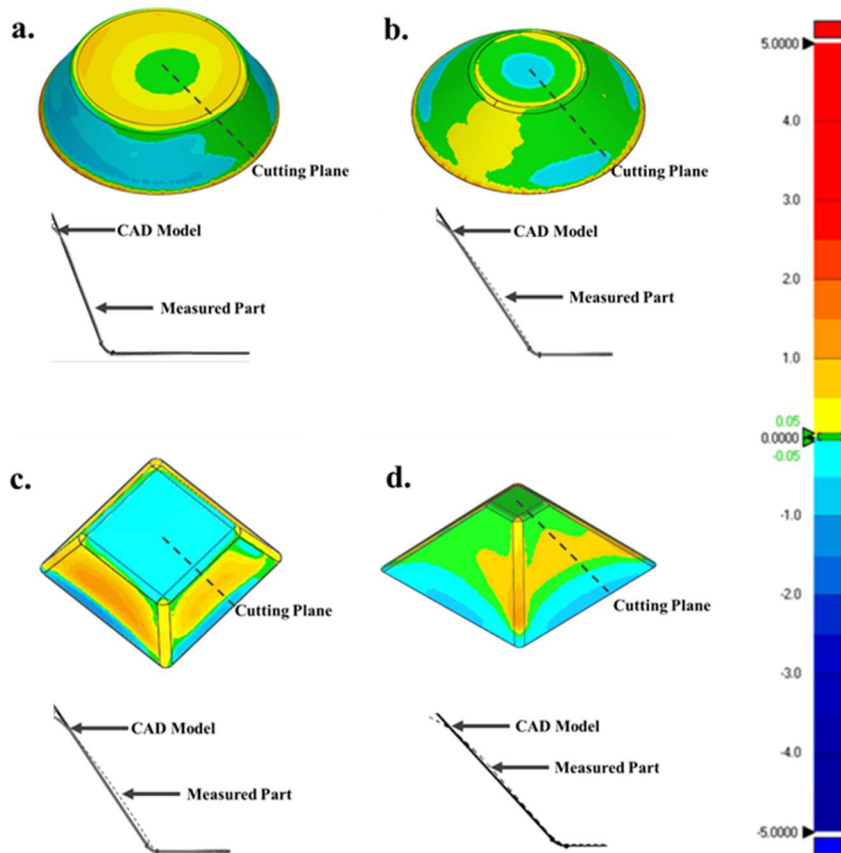 a.
Cutting Plane
CAD Model
Measured Part
b.
Cutting Plane
CAD Model
Measured Part
c.
Cutting Plane
CAD Model
Measured Part
d.
Cutting Plane
CAD Model
Measured Part
5.0000
4.0
3.0
2.0
1.0
0.05
0.0000
-0.05
-1.0
-2.0
-3.0
-4.0
-5.0000